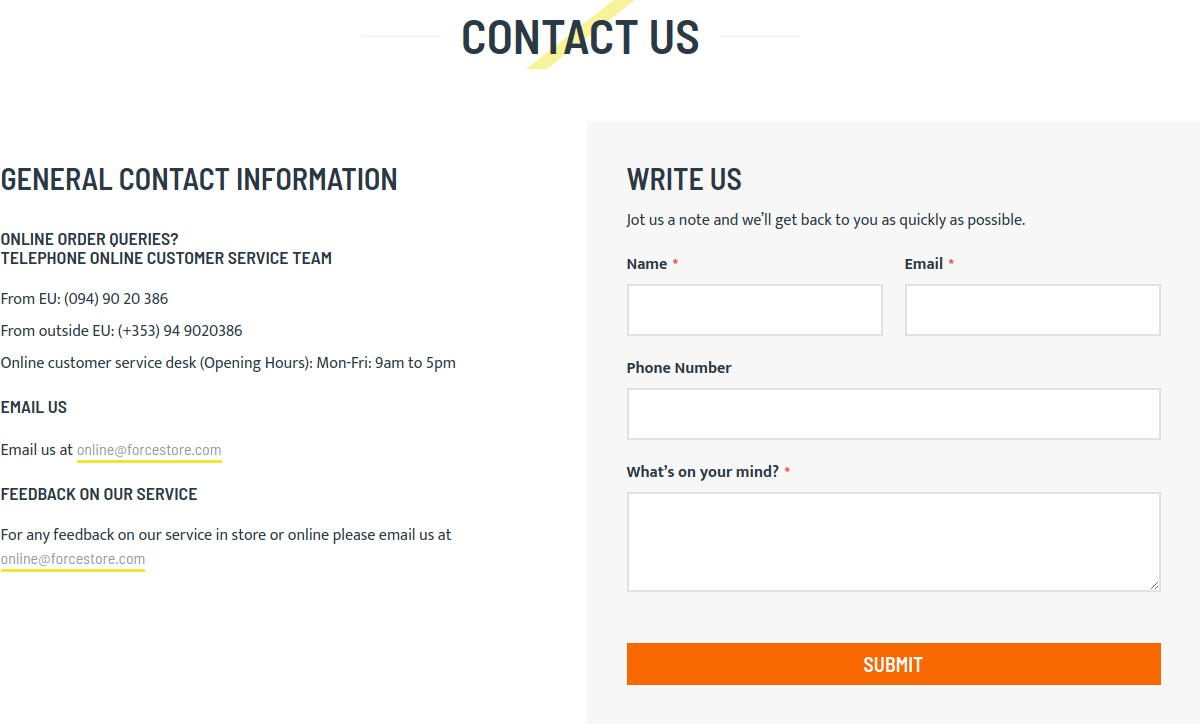 CONTACT US
GENERAL CONTACT INFORMATION
ONLINE ORDER QUERIES?
TELEPHONE ONLINE CUSTOMER SERVICE TEAM
From EU: (094) 90 20 386
From outside EU: (+353) 94 9020386
Online customer service desk (Opening Hours): Mon-Fri: 9am to 5pm
EMAIL US
Email us at online@forcestore.com
FEEDBACK ON OUR SERVICE
For any feedback on our service in store or online please email us at
online@forcestore.com
WRITE US
Jot us a note and we’ll get back to you as quickly as possible.
Name *
Email *
Phone Number
What’s on your mind? *
SUBMIT